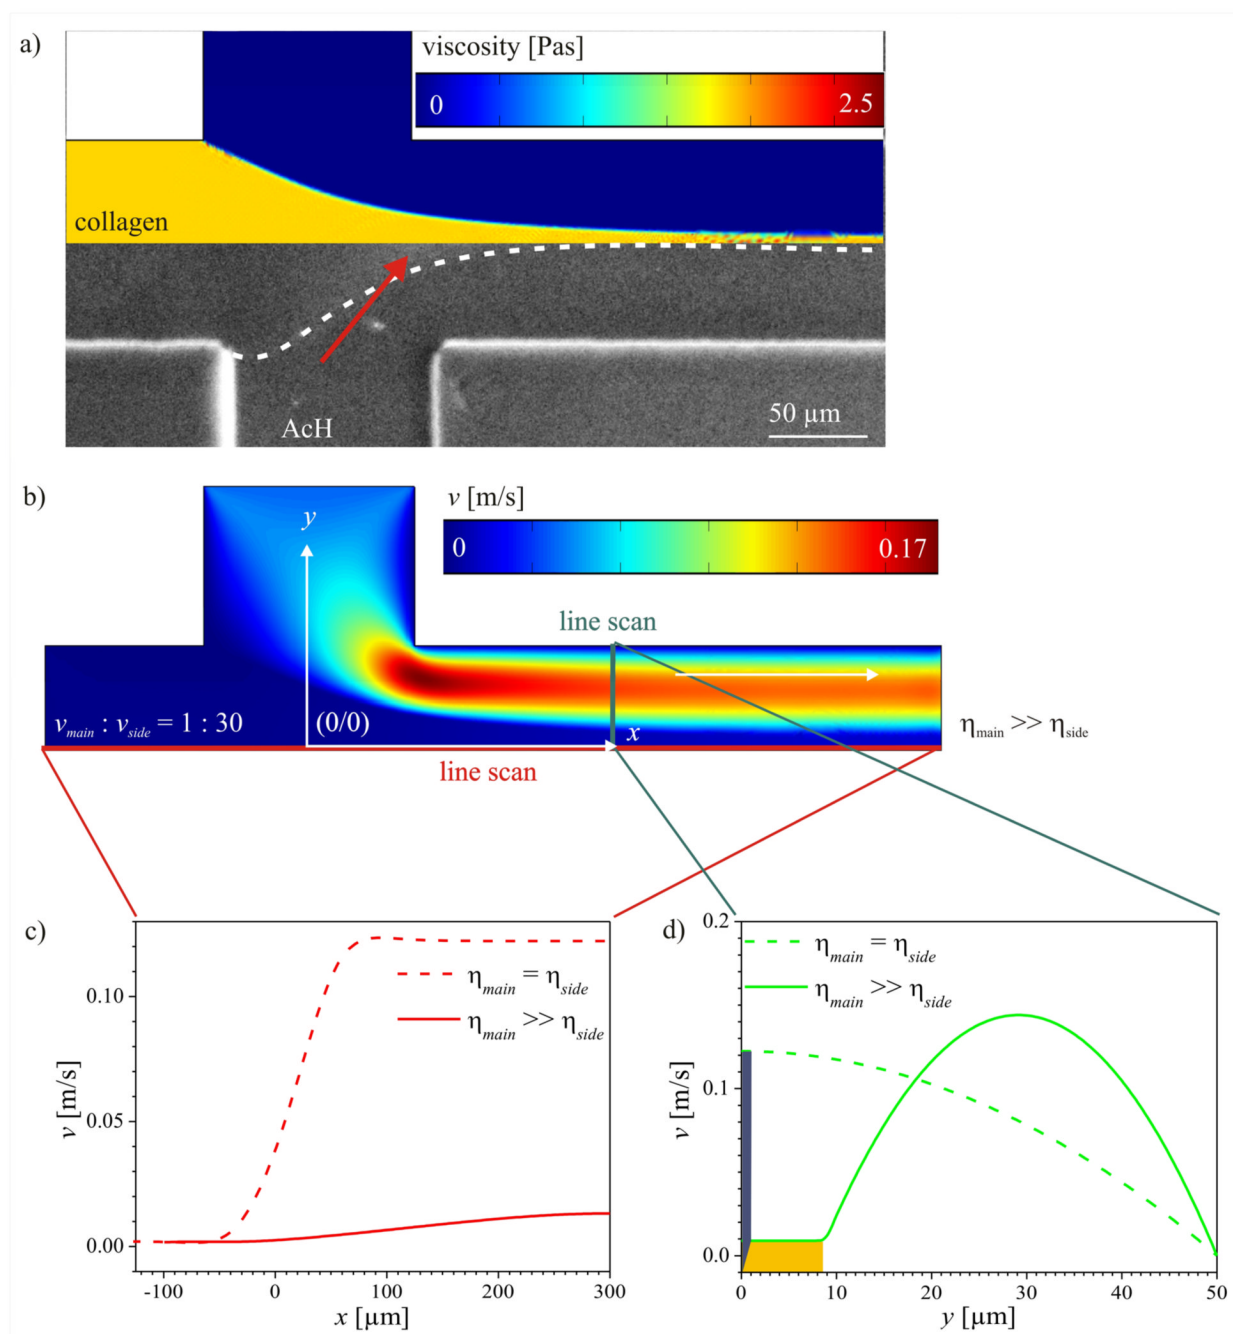 a)
viscosity [Pas]
0
2.5
collagen
AcH
50 µm
b)
v [m/s]
0
0.17
y
line scan
v_main : v_side = 1 : 30
(0/0)
x
η_main >> η_side
line scan
c)
η_main = η_side
η_main >> η_side
0.10
0.05
0.00
v [m/s]
-100
0
100
200
300
x [µm]
d)
0.2
η_main = η_side
η_main >> η_side
0.1
0.0
v [m/s]
0
10
20
30
40
50
y [µm]